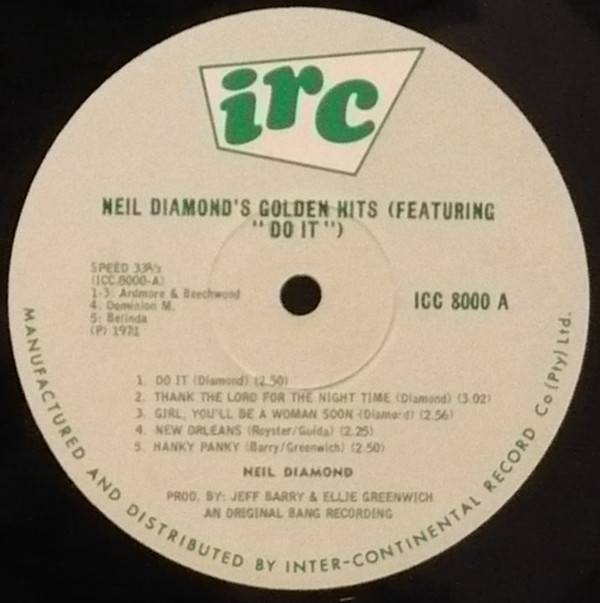 irc
NEIL DIAMOND'S GOLDEN HITS (FEATURING
"DO IT")
SPEED 33⅓
(ICC.8000-A)
1-3: Ardmore & Beechwood
4: Dominion M.
5: Belinda
(P) 1971
ICC 8000 A
1. DO IT (Diamond) (2.50)
2. THANK THE LORD FOR THE NIGHT TIME (Diamond) (3.02)
3. GIRL, YOU'LL BE A WOMAN SOON (Diamond) (2.56)
4. NEW ORLEANS (Royster/Guida) (2.25)
5. HANKY PANKY (Barry/Greenwich) (2.50)
NEIL DIAMOND
PROD. BY: JEFF BARRY & ELLIE GREENWICH
AN ORIGINAL BANG RECORDING
MANUFACTURED AND DISTRIBUTED BY INTER-CONTINENTAL RECORD Co (Pty) Ltd.